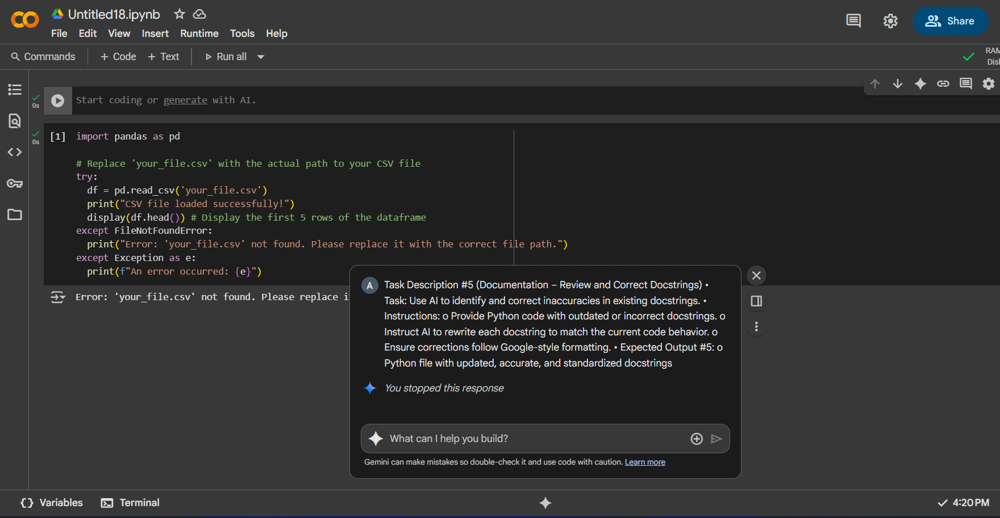 Untitled18.ipynb
File Edit View Insert Runtime Tools Help
Share
Commands + Code + Text Run all
RAM
Disk
0s
Start coding or generate with AI.
0s
[1] import pandas as pd
# Replace 'your_file.csv' with the actual path to your CSV file
try:
  df = pd.read_csv('your_file.csv')
  print("CSV file loaded successfully!")
  display(df.head()) # Display the first 5 rows of the dataframe
except FileNotFoundError:
  print("Error: 'your_file.csv' not found. Please replace it with the correct file path.")
except Exception as e:
  print(f"An error occurred: {e}")
Error: 'your_file.csv' not found. Please replace i
A
Task Description #5 (Documentation – Review and Correct Docstrings) •
Task: Use AI to identify and correct inaccuracies in existing docstrings. •
Instructions: o Provide Python code with outdated or incorrect docstrings. o
Instruct AI to rewrite each docstring to match the current code behavior. o
Ensure corrections follow Google-style formatting. • Expected Output #5: o
Python file with updated, accurate, and standardized docstrings
You stopped this response
What can I help you build?
Gemini can make mistakes so double-check it and use code with caution. Learn more
{} Variables Terminal
4:20 PM